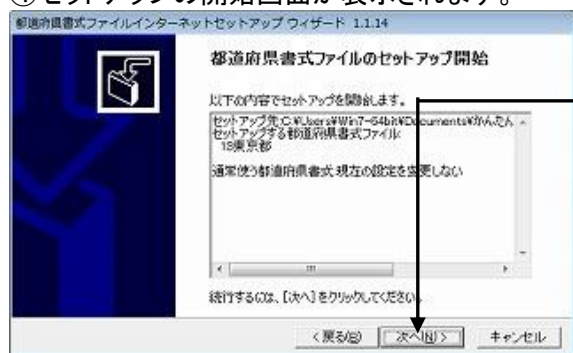 ④セットアップの開始画面が表示されます。
都道府県書式ファイルインターネットセットアップ ウィザード 1.1.14
都道府県書式ファイルのセットアップ開始
以下の内容でセットアップを開始します。
セットアップ先:C:¥Users¥Win7-64bit¥Documents¥かんたん
セットアップする都道府県書式ファイル:
13東京都
通常使う都道府県書式:現在の設定を変更しない
続行するには、[次へ]をクリックしてください。
<戻る(B)
次へ(N)>
キャンセル